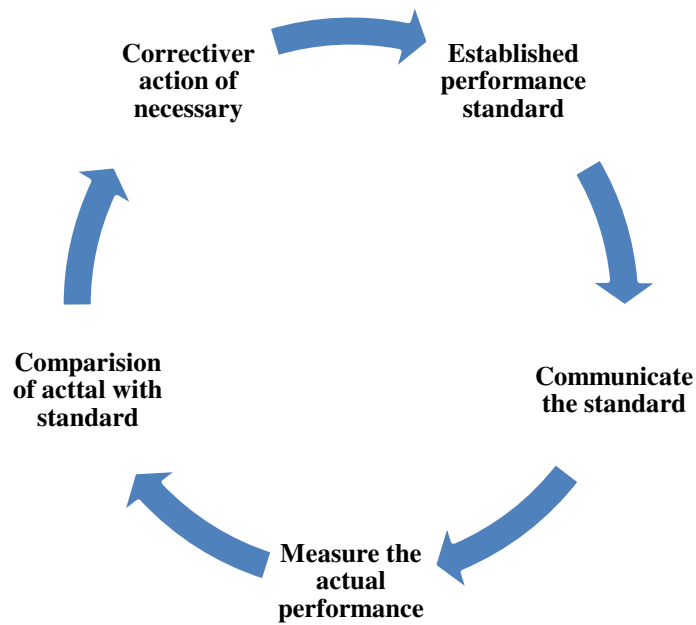 Correctiver
action of
necessary
Established
performance
standard
Communicate
the standard
Measure the
actual
performance
Comparision
of acttal with
standard